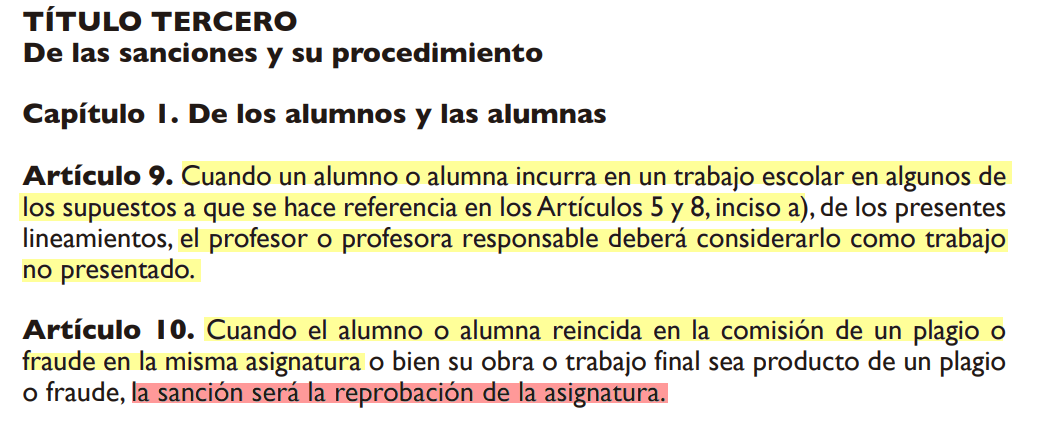 TÍTULO TERCERO
De las sanciones y su procedimiento
Capítulo 1. De los alumnos y las alumnas
Artículo 9. Cuando un alumno o alumna incurra en un trabajo escolar en algunos de
los supuestos a que se hace referencia en los Artículos 5 y 8, inciso a), de los presentes
lineamientos, el profesor o profesora responsable deberá considerarlo como trabajo
no presentado.
Artículo 10. Cuando el alumno o alumna reincida en la comisión de un plagio o
fraude en la misma asignatura o bien su obra o trabajo final sea producto de un plagio
o fraude, la sanción será la reprobación de la asignatura.